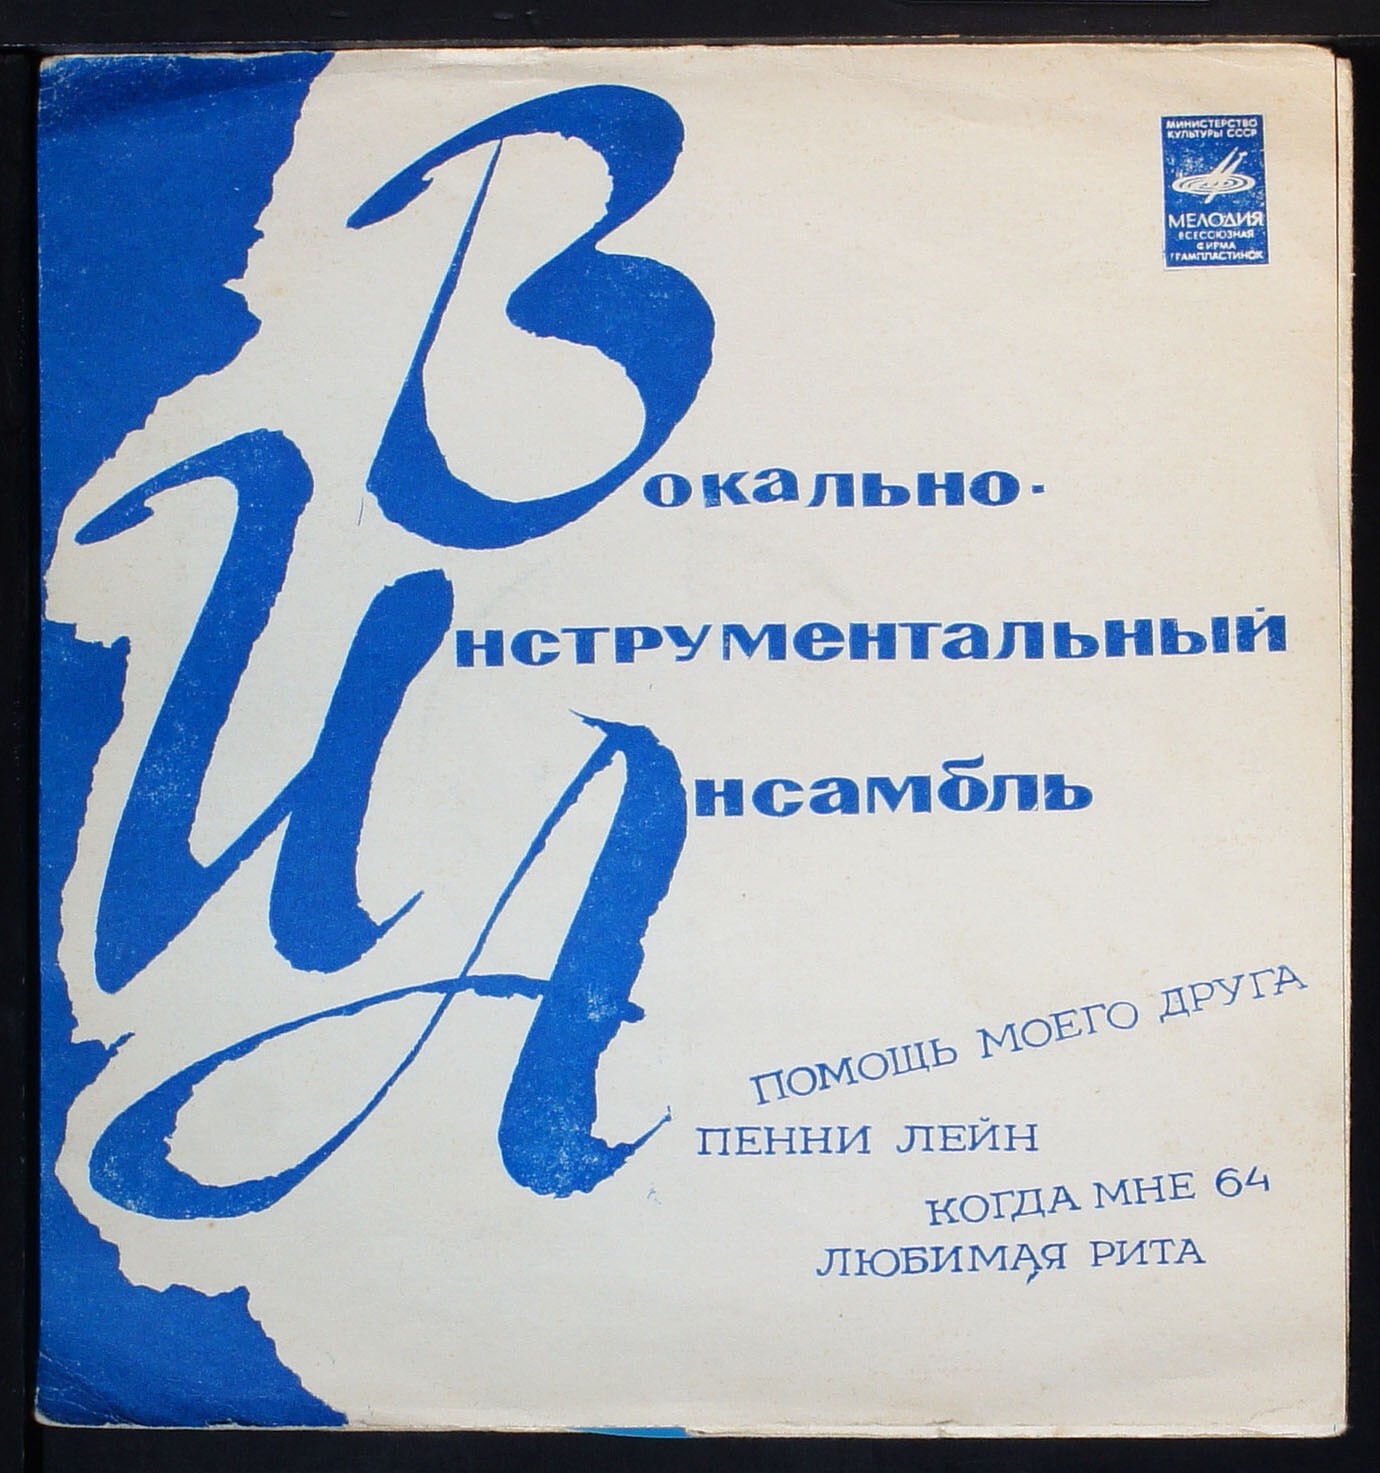 МИНИСТЕРСТВО
КУЛЬТУРЫ СССР
МЕЛОДИЯ
ВСЕСОЮЗНАЯ
ФИРМА
ГРАМПЛАСТИНОК
Вокально-
Инструментальный
Ансамбль
ПОМОЩЬ МОЕГО ДРУГА
ПЕННИ ЛЕЙН
КОГДА МНЕ 64
ЛЮБИМАЯ РИТА